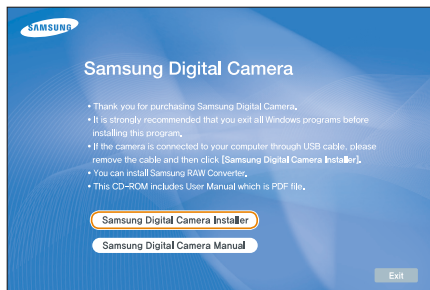 SAMSUNG
Samsung Digital Camera
• Thank you for purchasing Samsung Digital Camera.
• It is strongly recommended that you exit all Windows programs before
installing this program.
• If the camera is connected to your computer through USB cable, please
remove the cable and then click [Samsung Digital Camera Installer].
• You can install Samsung RAW Converter.
• This CD-ROM includes User Manual which is PDF file.
Samsung Digital Camera Installer
Samsung Digital Camera Manual
Exit